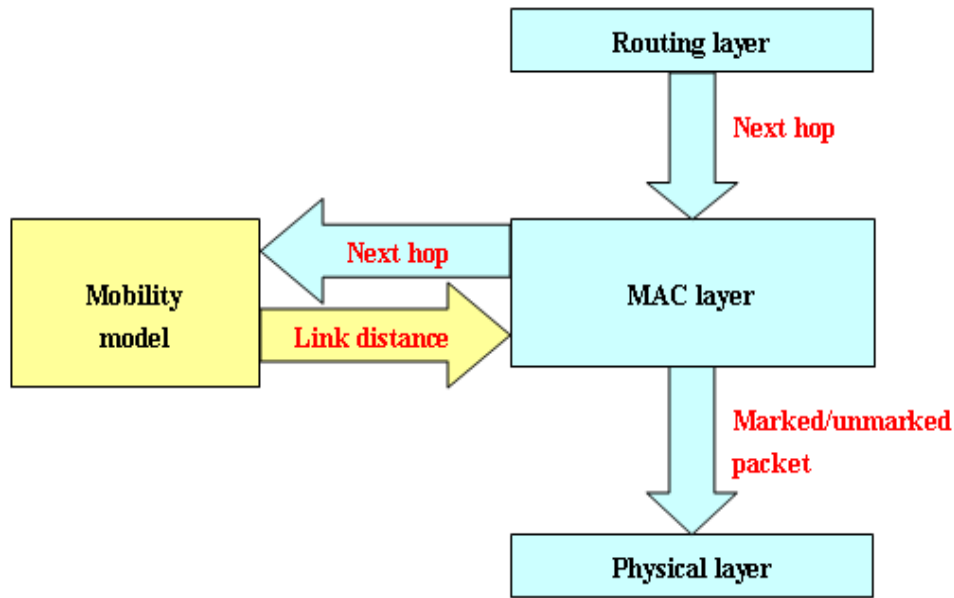 Routing layer
Next hop
Next hop
Mobility
model
Link distance
MAC layer
Marked/unmarked
packet
Physical layer